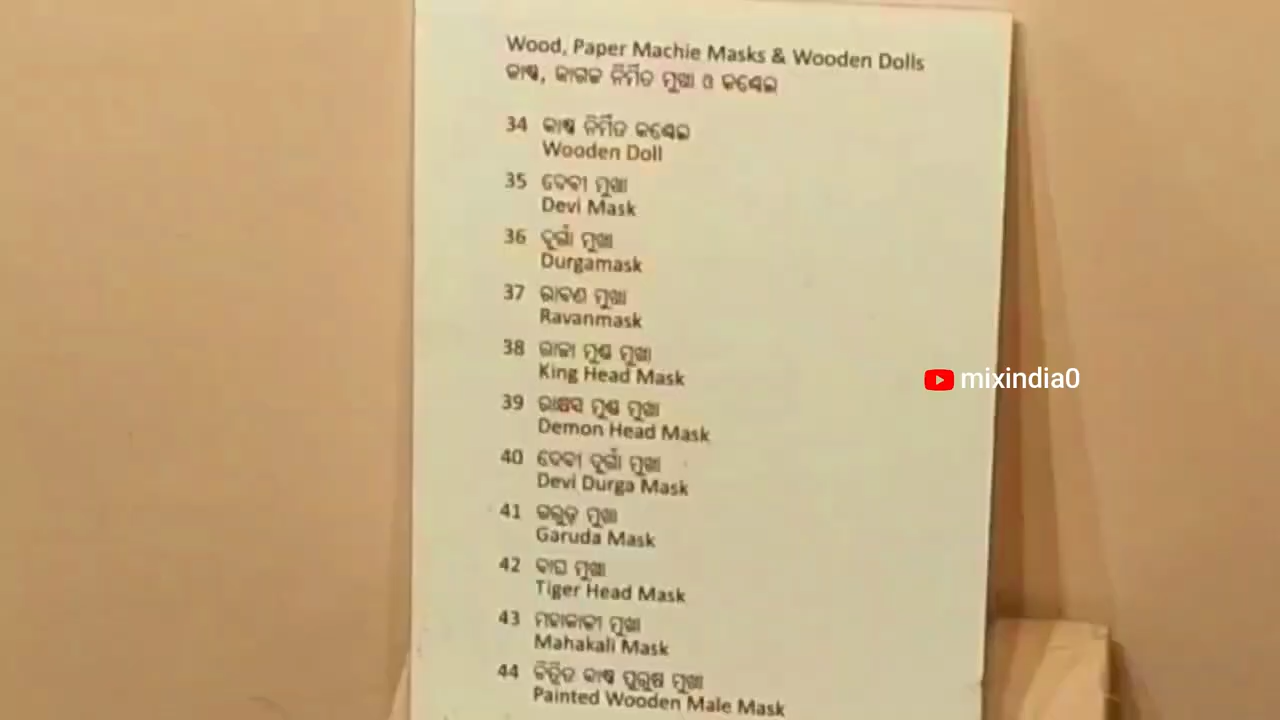 Wood, Paper Machie Masks & Wooden Dolls
କାଷ୍ଠ, କାଗଜ ନିର୍ମିତ ମୁଖା ଓ କଣ୍ଢେଇ
34 କାଷ୍ଠ ନିର୍ମିତ କଣ୍ଢେଇ
Wooden Doll
35 ଦେବୀ ମୁଖା
Devi Mask
36 ଦୁର୍ଗା ମୁଖା
Durgamask
37 ରାବଣ ମୁଖା
Ravanmask
38 ରାଜା ମୁଣ୍ଡ ମୁଖା
King Head Mask
39 ରାକ୍ଷସ ମୁଣ୍ଡ ମୁଖା
Demon Head Mask
40 ଦେବୀ ଦୁର୍ଗା ମୁଖା
Devi Durga Mask
41 ଗରୁଡ଼ ମୁଖା
Garuda Mask
42 ବାଘ ମୁଖା
Tiger Head Mask
43 ମହାକାଳୀ ମୁଖା
Mahakali Mask
44 ଚିତ୍ରିତ କାଷ୍ଠ ପୁରୁଷ ମୁଖା
Painted Wooden Male Mask
mixindia0